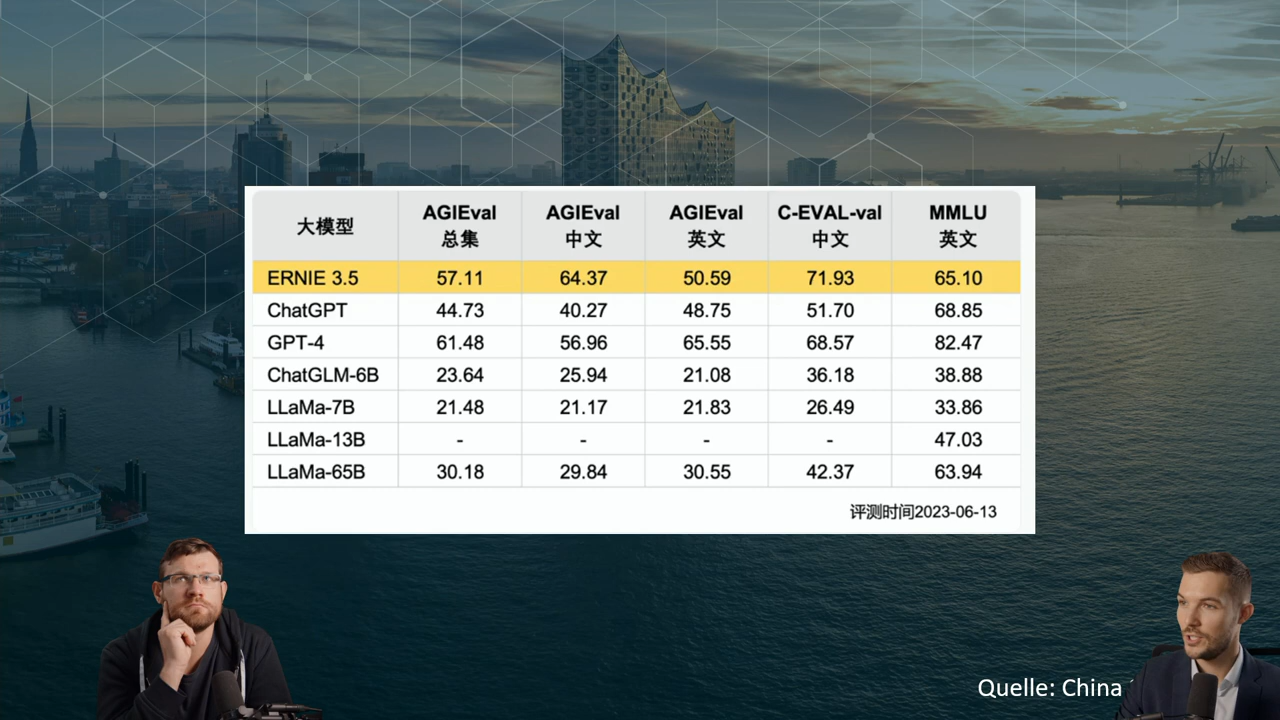 大模型 AGIEval 总集 AGIEval 中文 AGIEval 英文 C-EVAL-val 中文 MMLU 英文
ERNIE 3.5 57.11 64.37 50.59 71.93 65.10
ChatGPT 44.73 40.27 48.75 51.70 68.85
GPT-4 61.48 56.96 65.55 68.57 82.47
ChatGLM-6B 23.64 25.94 21.08 36.18 38.88
LLaMa-7B 21.48 21.17 21.83 26.49 33.86
LLaMa-13B - - - - 47.03
LLaMa-65B 30.18 29.84 30.55 42.37 63.94
评测时间2023-06-13
Quelle: China